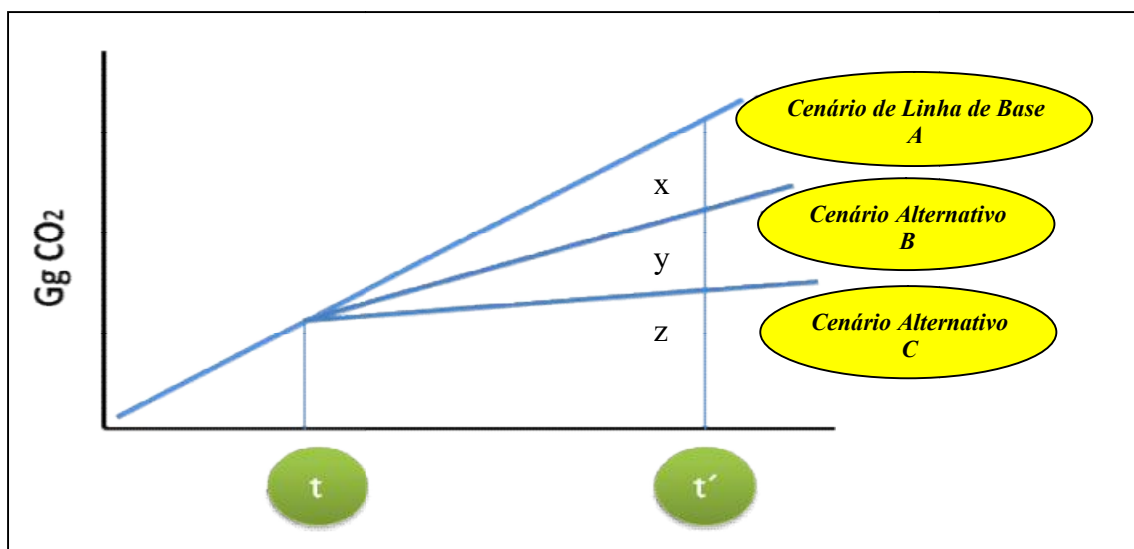 Gg CO₂
Cenário de Linha de Base
A
x
Cenário Alternativo
B
y
Cenário Alternativo
C
z
t
t´